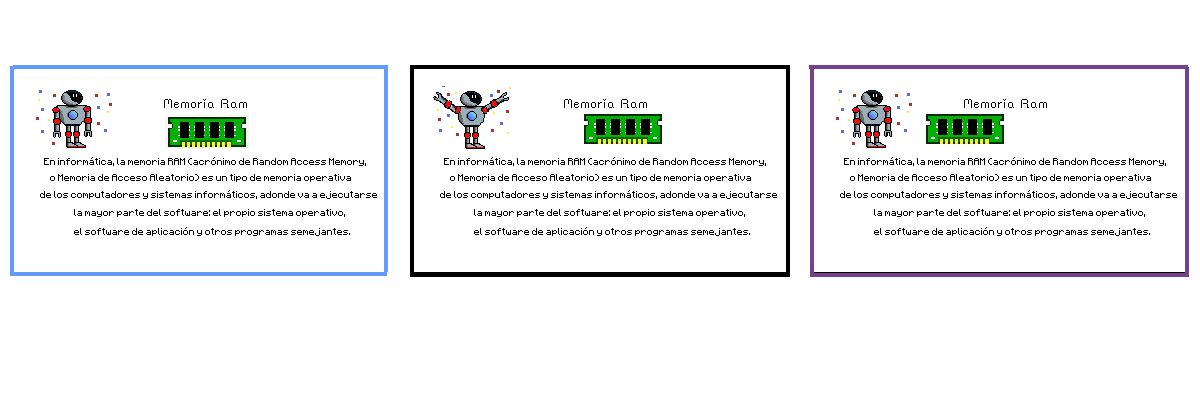 Memoria Ram
En informática, la memoria RAM (acrónimo de Random Access Memory,
o Memoria de Acceso Aleatorio) es un tipo de memoria operativa
de los computadores y sistemas informáticos, adonde va a ejecutarse
la mayor parte del software: el propio sistema operativo,
el software de aplicación y otros programas semejantes.
Memoria Ram
En informática, la memoria RAM (acrónimo de Random Access Memory,
o Memoria de Acceso Aleatorio) es un tipo de memoria operativa
de los computadores y sistemas informáticos, adonde va a ejecutarse
la mayor parte del software: el propio sistema operativo,
el software de aplicación y otros programas semejantes.
Memoria Ram
En informática, la memoria RAM (acrónimo de Random Access Memory,
o Memoria de Acceso Aleatorio) es un tipo de memoria operativa
de los computadores y sistemas informáticos, adonde va a ejecutarse
la mayor parte del software: el propio sistema operativo,
el software de aplicación y otros programas semejantes.